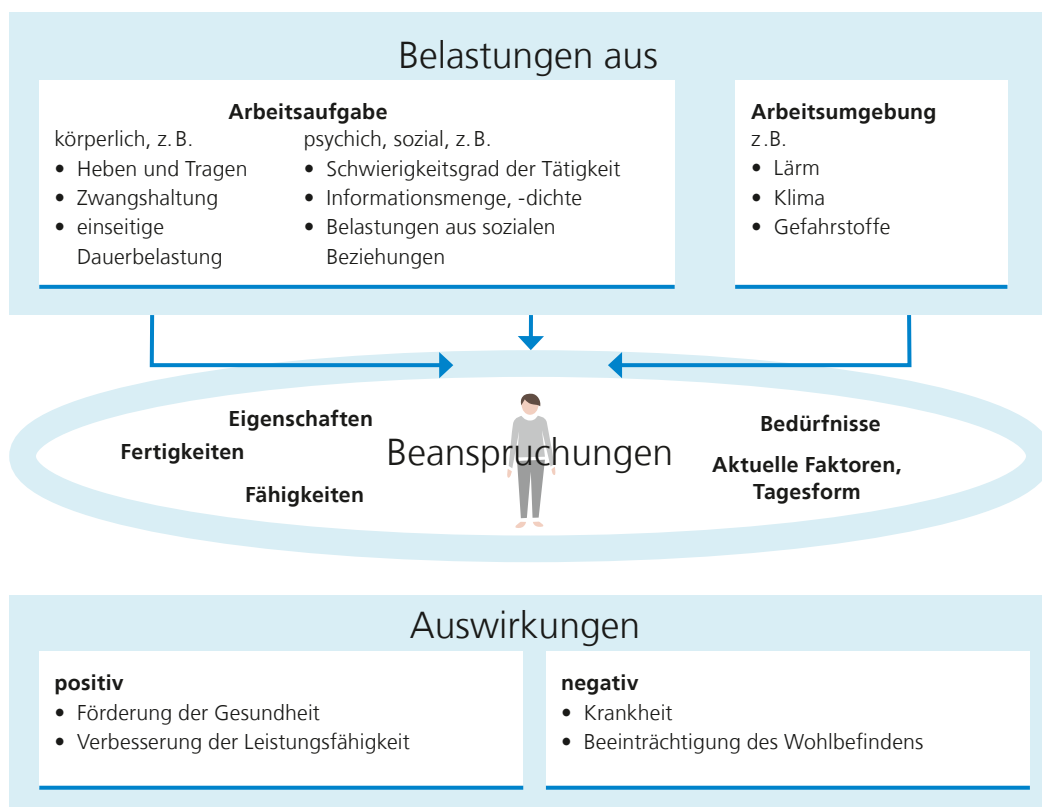 Belastungen aus
Arbeitsaufgabe
körperlich, z. B.
• Heben und Tragen
• Zwangshaltung
• einseitige
Dauerbelastung
psychich, sozial, z. B.
• Schwierigkeitsgrad der Tätigkeit
• Informationsmenge, -dichte
• Belastungen aus sozialen
Beziehungen
Arbeitsumgebung
z .B.
• Lärm
• Klima
• Gefahrstoffe
Eigenschaften
Fertigkeiten
Fähigkeiten
Beanspruchungen
Bedürfnisse
Aktuelle Faktoren,
Tagesform
Auswirkungen
positiv
• Förderung der Gesundheit
• Verbesserung der Leistungsfähigkeit
negativ
• Krankheit
• Beeinträchtigung des Wohlbefindens